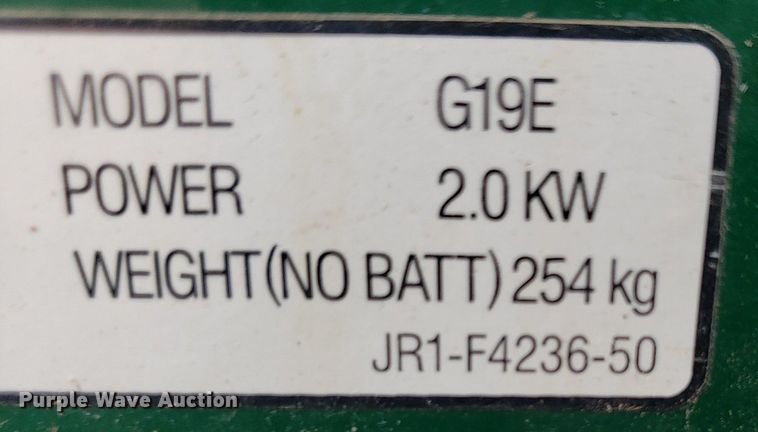 MODEL G19E
POWER 2.0 KW
WEIGHT(NO BATT) 254 kg
JR1-F4236-50
Purple Wave Auction